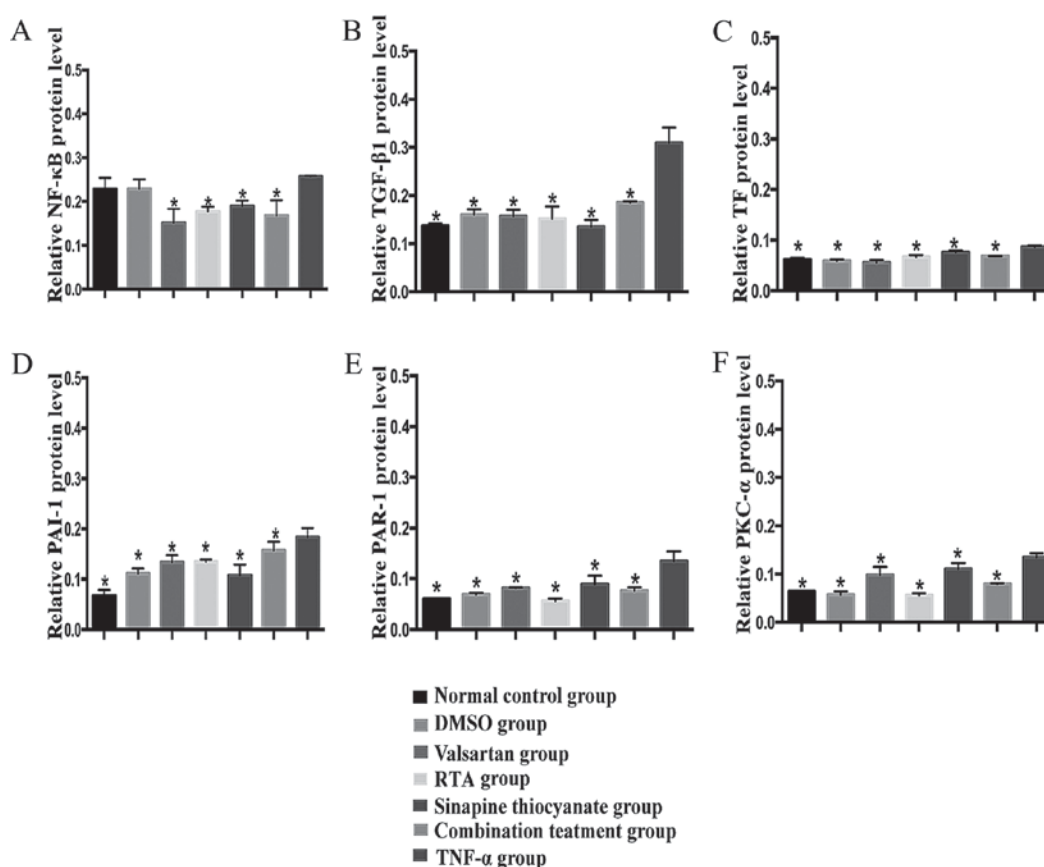 A
Relative NF-κB protein level
0.5
0.4
0.3
0.2
0.1
0.0
* * * *
B
Relative TGF-β1 protein level
0.5
0.4
0.3
0.2
0.1
0.0
* * * * * *
C
Relative TF protein level
0.5
0.4
0.3
0.2
0.1
0.0
* * * * * *
D
Relative PAI-1 protein level
0.5
0.4
0.3
0.2
0.1
0.0
* * * * * *
E
Relative PAR-1 protein level
0.5
0.4
0.3
0.2
0.1
0.0
* * * * * *
F
Relative PKC-α protein level
0.5
0.4
0.3
0.2
0.1
0.0
* * * * * *
Normal control group
DMSO group
Valsartan group
RTA group
Sinapine thiocyanate group
Combination teatment group
TNF-α group